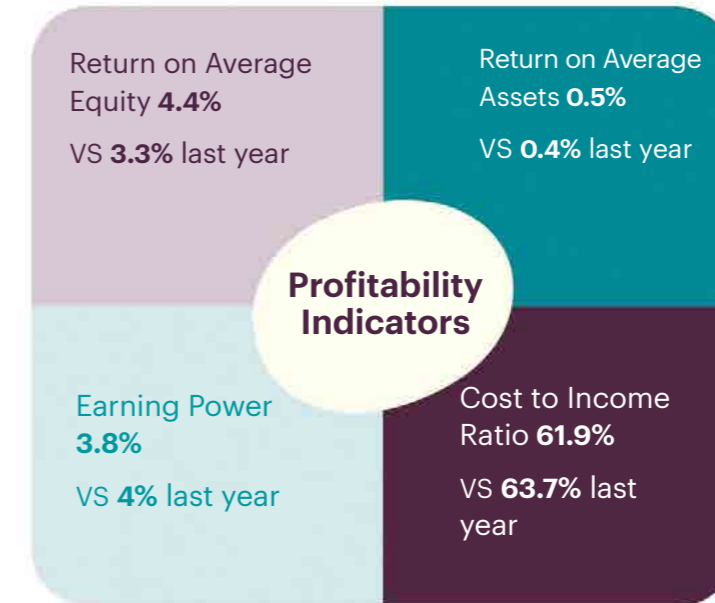 Return on Average
Equity 4.4%
VS 3.3% last year
Return on Average
Assets 0.5%
VS 0.4% last year
Profitability
Indicators
Earning Power
3.8%
VS 4% last year
Cost to Income
Ratio 61.9%
VS 63.7% last
year